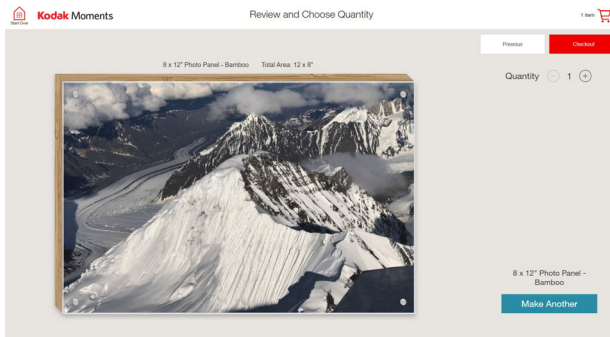 Start Over
Kodak Moments
Review and Choose Quantity
1 item
Previous
Checkout
8 x 12" Photo Panel - Bamboo Total Area: 12 x 8"
Quantity 1
8 x 12" Photo Panel -
Bamboo
Make Another